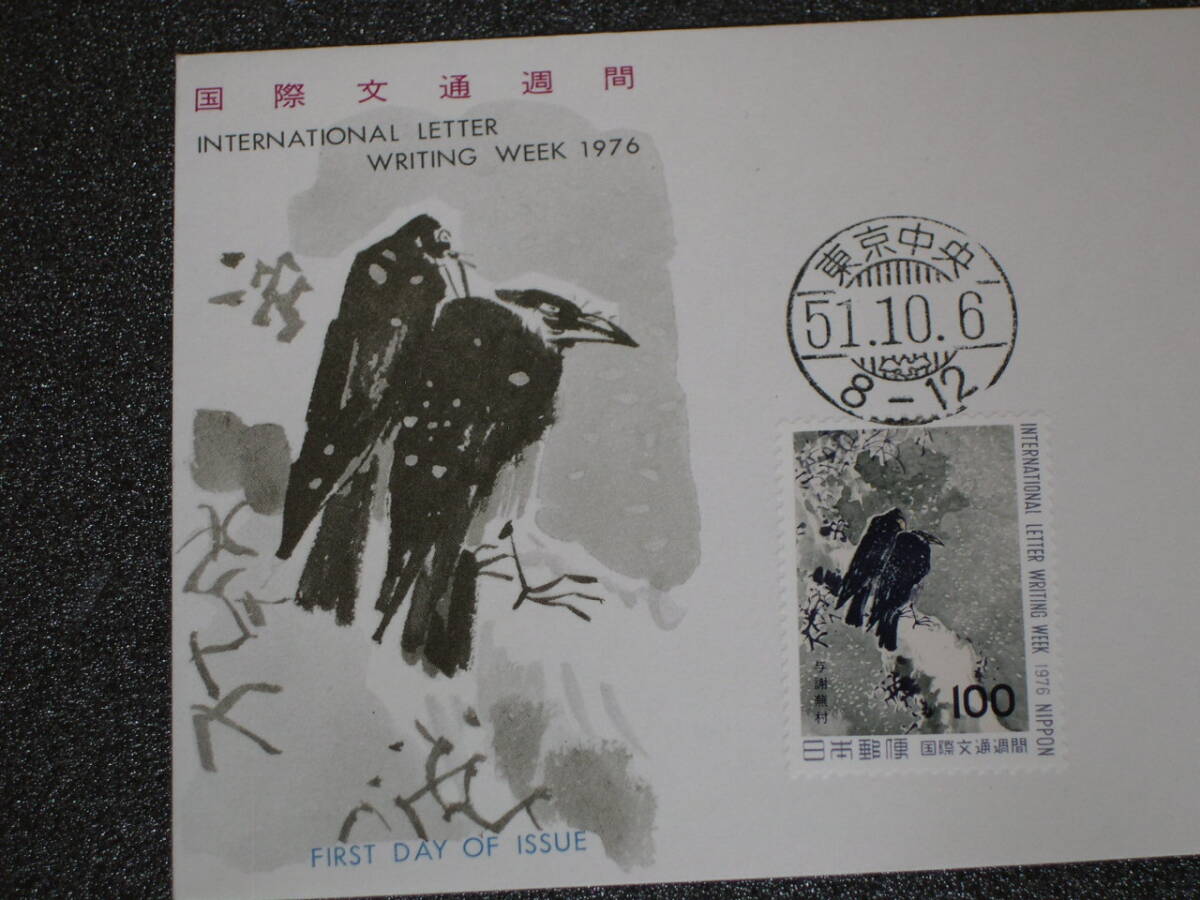 国際文通週間
INTERNATIONAL LETTER
WRITING WEEK 1976
東京中央
51.10.6
8-12
INTERNATIONAL LETTER WRITING WEEK 1976 NIPPON
与謝蕪村
100
日本郵便 国際文通週間
FIRST DAY OF ISSUE